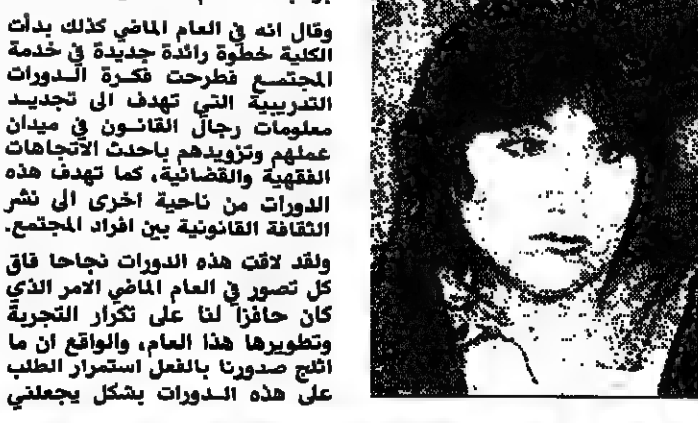 وقال انه في العام الماضي كذلك بدأت
الكلية خطوة رائدة جديدة في خدمة
المجتمع فطرحت فكرة الدورات
التدريبية التي تهدف الى تجديد
معلومات رجال القانون في ميدان
عملهم وتزويدهم باحدث الاتجاهات
الفقهية والقضائية، كما تهدف هذه
الدورات من ناحية اخرى الى نشر
الثقافة القانونية بين افراد المجتمع.
ولقد لاقت هذه الدورات نجاحا فاق
كل تصور في العام الماضي الامر الذي
كان حافزا لنا على تكرار التجربة
وتطويرها هذا العام، والواقع ان ما
اثلج صدورنا بالفعل استمرار الطلب
على هذه الدورات بشكل يجعلني